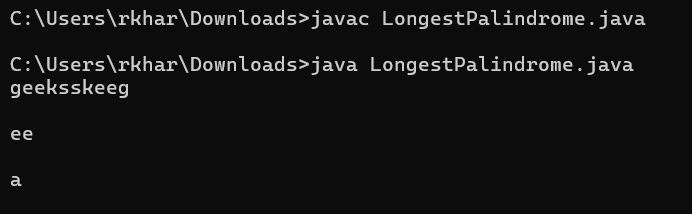 C:\Users\rkhar\Downloads>javac LongestPalindrome.java
C:\Users\rkhar\Downloads>java LongestPalindrome.java
geeksskeeg
ee
a